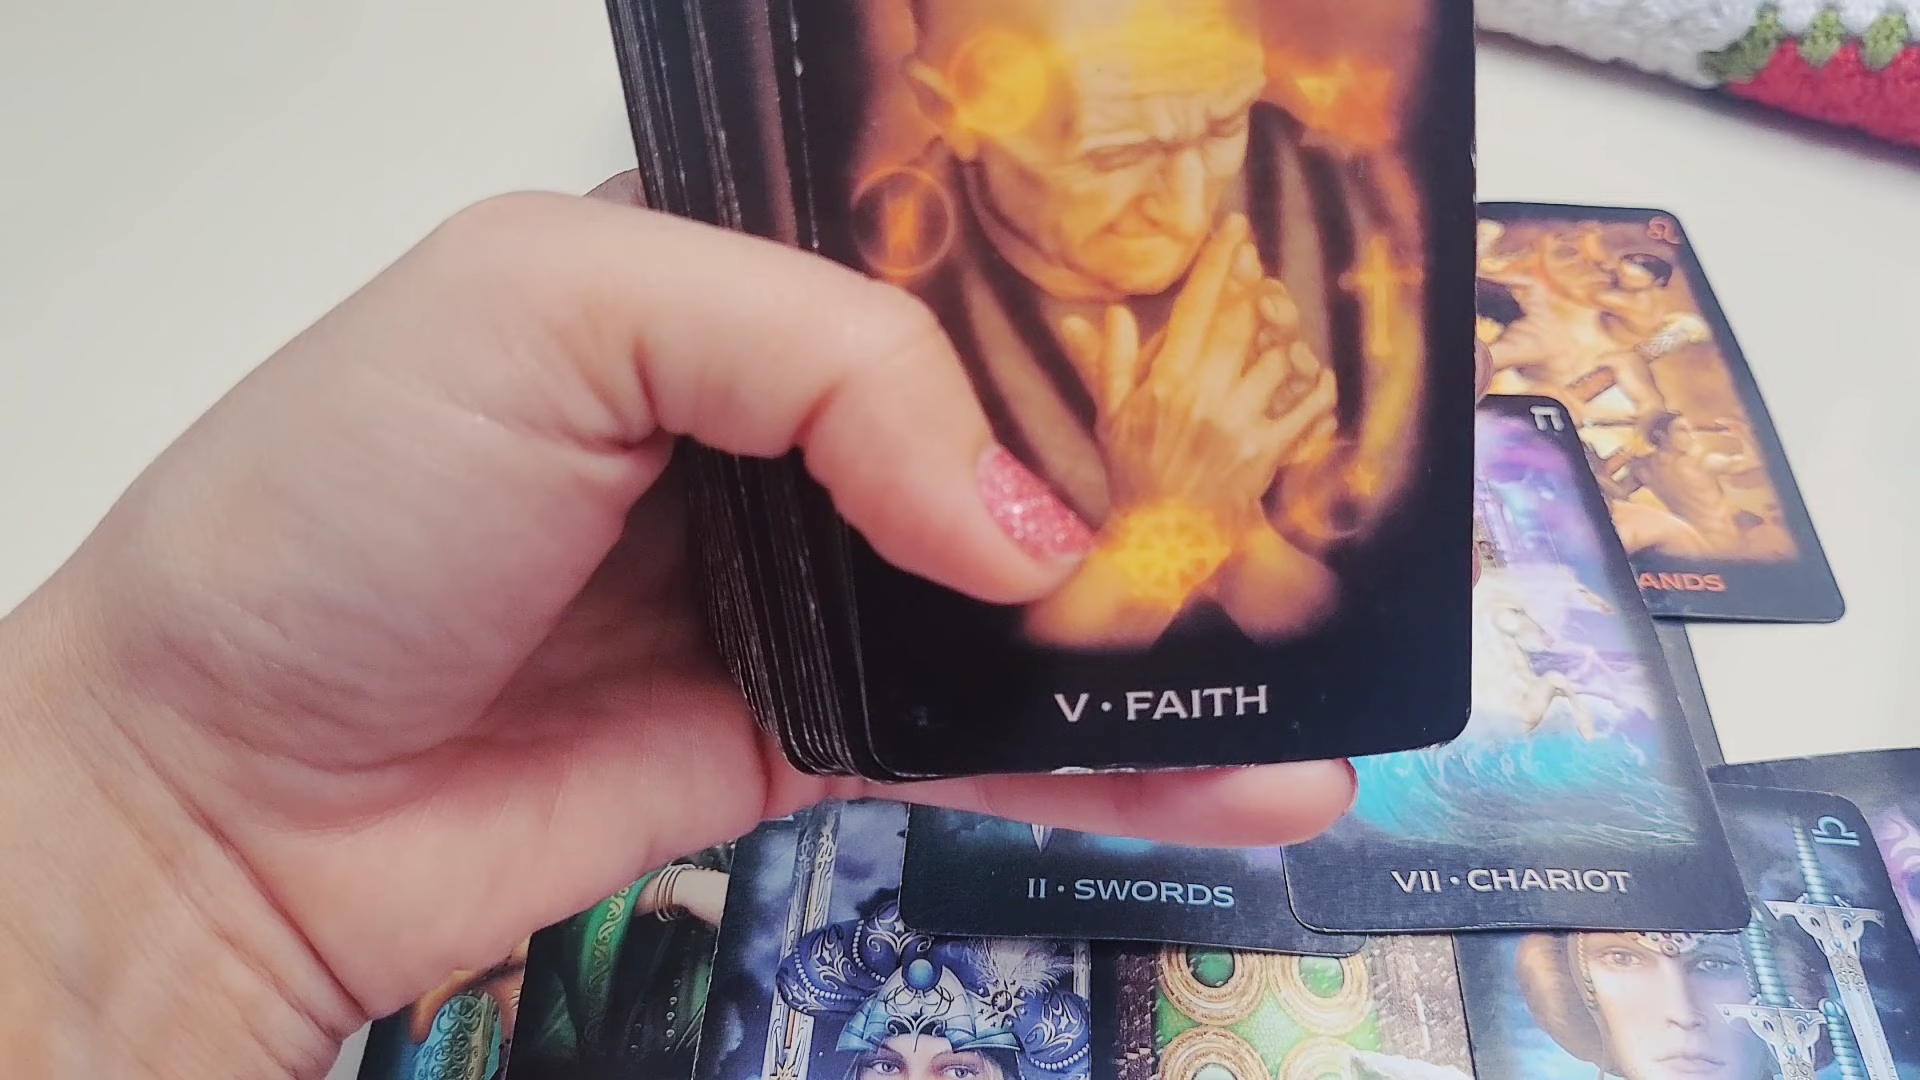 V • FAITH
ANDS
VII • CHARIOT
II • SWORDS